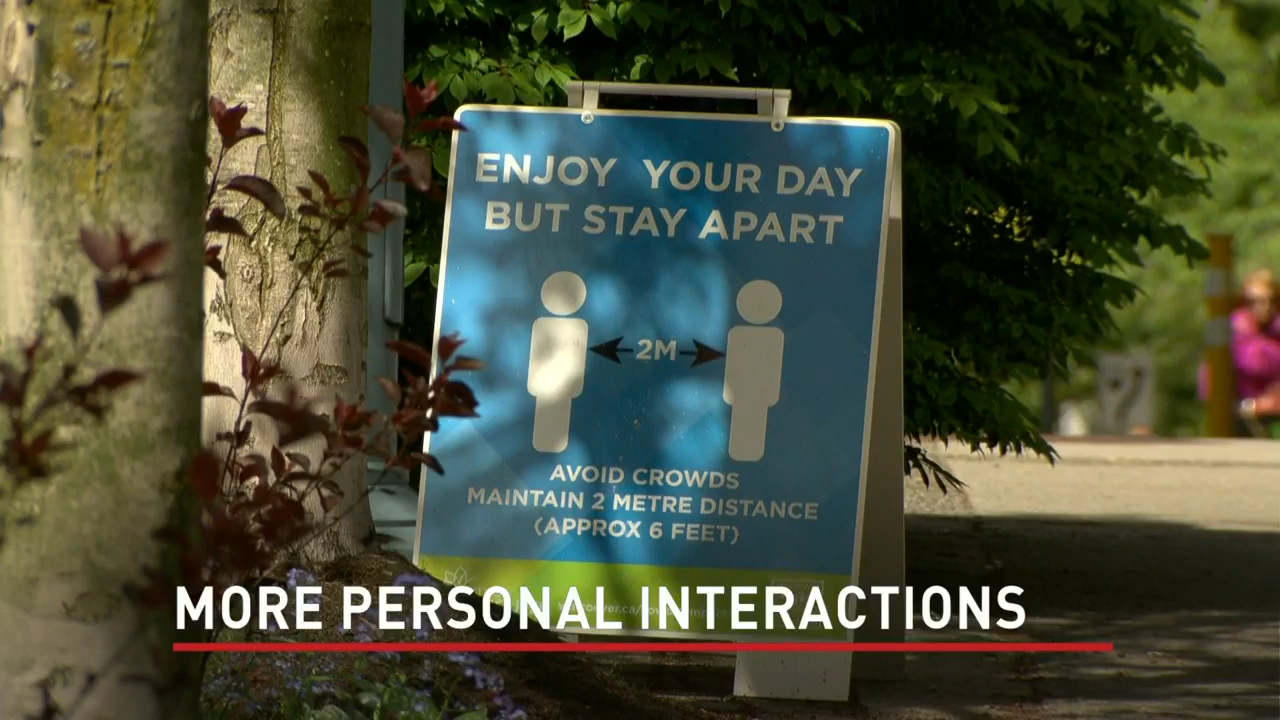 ENJOY YOUR DAY
BUT STAY APART
2M
AVOID CROWDS
MAINTAIN 2 METRE DISTANCE
(APPROX 6 FEET)
MORE PERSONAL INTERACTIONS